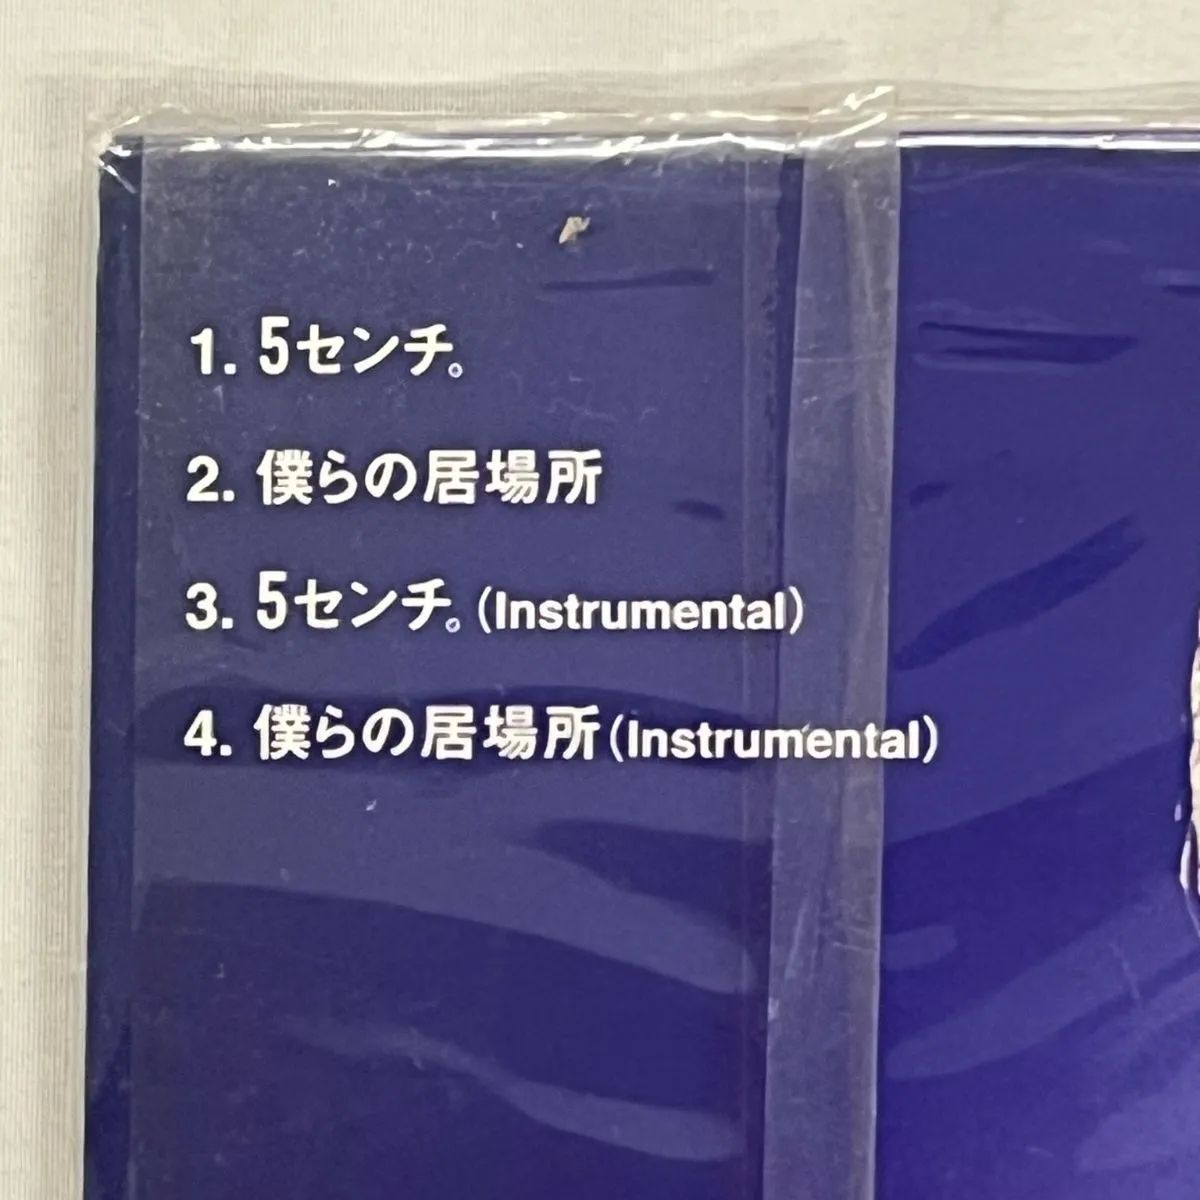 1. 5センチ。
2. 僕らの居場所
3. 5センチ。(Instrumental)
4. 僕らの居場所(Instrumental)